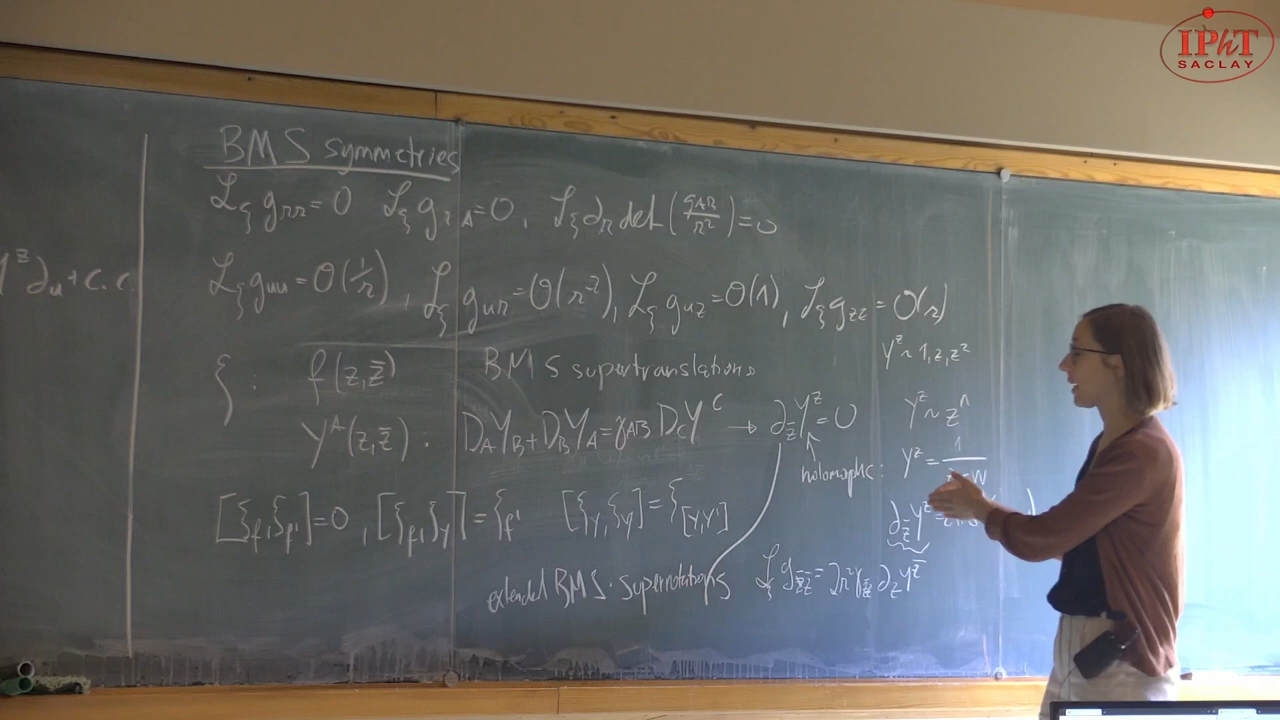 IPhT
SACLAY
BMS symmetries
ℒ_ξ g_rr = 0 ℒ_ξ g_rA = 0, ℒ_ξ ∂_r det(g_AB/r²) = 0
Y^z ∂_u + c.c.
ℒ_ξ g_uu = O(1/r), ℒ_ξ g_ur = O(r⁻²), ℒ_ξ g_uz = O(1), ℒ_ξ g_zz = O(r)
Y^z ~ 1, z, z²
ξ : f(z, z̄) BMS supertranslations
Y^A(z, z̄) : D_A Y_B + D_B Y_A = γ_AB D_C Y^C → ∂_z̄ Y^z = 0
Y^z ~ z^n
holomorphic : Y^z = 1/
[ξ_f, ξ_f'] = 0, [ξ_f, ξ_Y] = ξ_f' [ξ_Y, ξ_Y'] = ξ_[Y,Y']
∂_z̄ Y^z =
extended BMS · superrotations ℒ_ξ g_z̄z̄ = 2r² γ_zz̄ ∂_z̄ Y^z